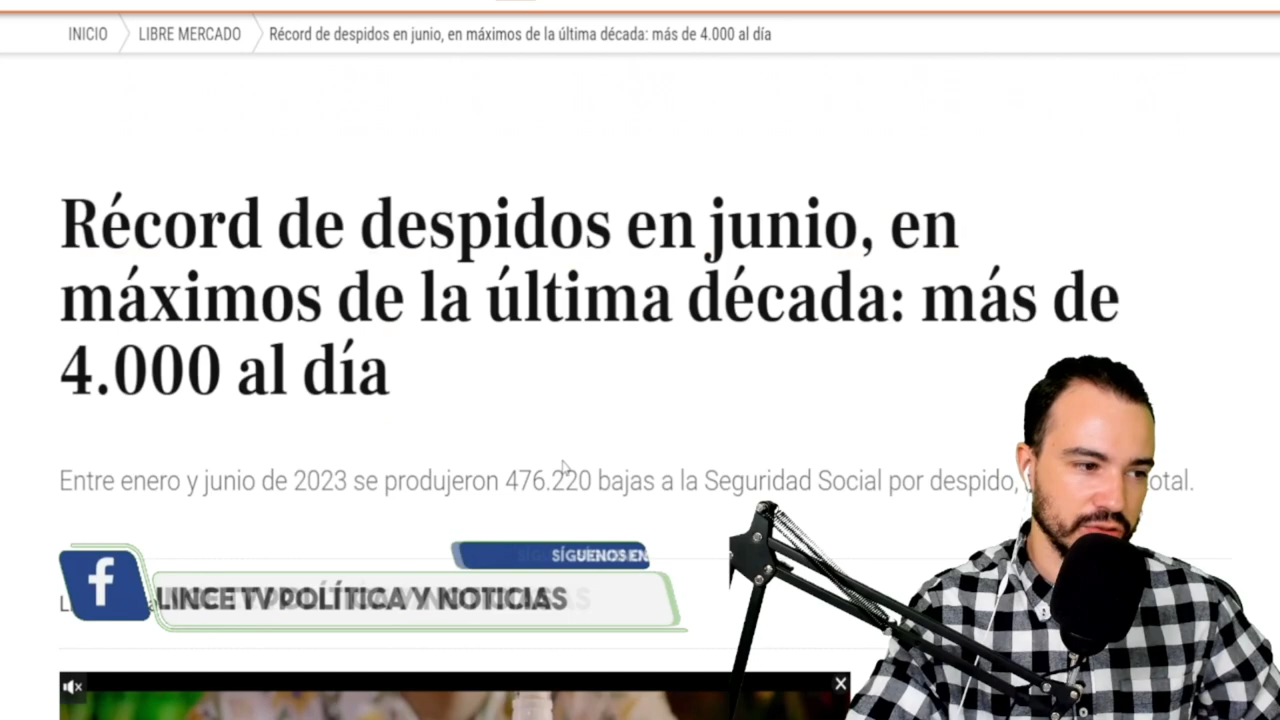 INICIO LIBRE MERCADO Récord de despidos en junio, en máximos de la última década: más de 4.000 al día
Récord de despidos en junio, en
máximos de la última década: más de
4.000 al día
Entre enero y junio de 2023 se produjeron 476.220 bajas a la Seguridad Social por despido,
SÍGUENOS EN
LINCE TV POLÍTICA Y NOTICIAS